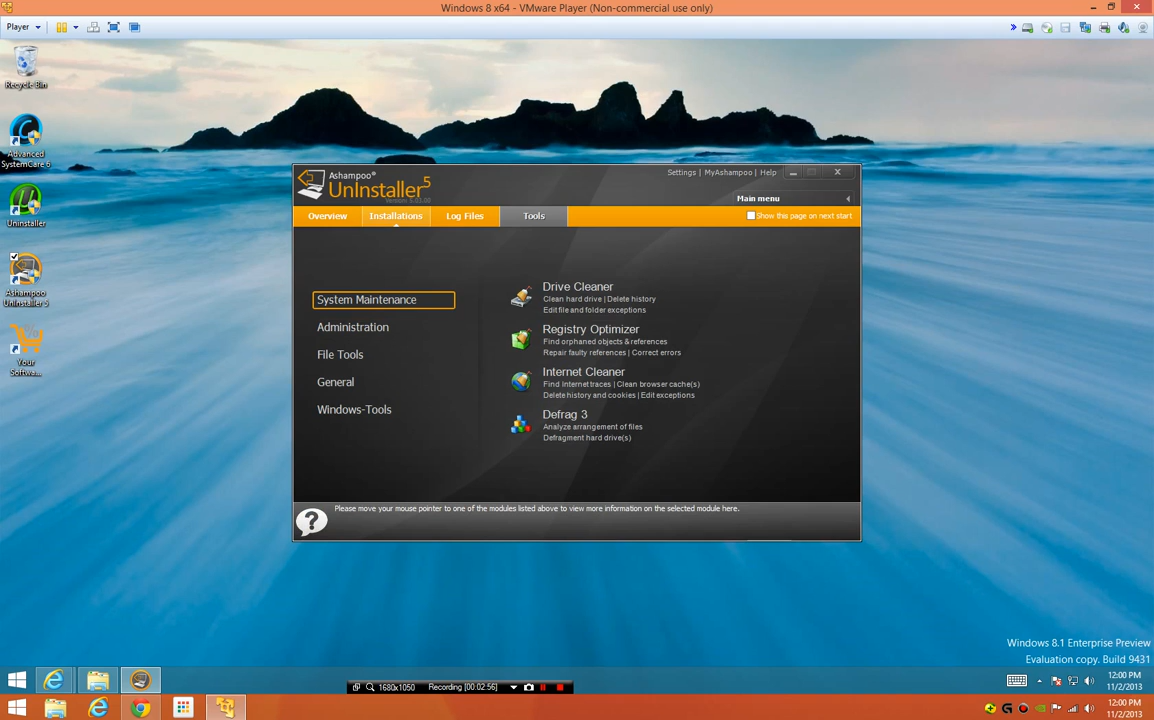 Windows 8 x64 - VMware Player (Non-commercial use only)
Player
Recycle Bin
Advanced
SystemCare 6
Uninstaller
Ashampoo
UnInstaller 5
Your
Softwa...
Ashampoo®
UnInstaller 5
Settings | MyAshampoo | Help
Main menu
Overview
Installations
Log Files
Tools
Show this page on next start.
System Maintenance
Administration
File Tools
General
Windows-Tools
Drive Cleaner
Clean hard drive | Delete history
Edit file and folder exceptions
Registry Optimizer
Find orphaned objects & references
Repair faulty references | Correct errors
Internet Cleaner
Find Internet traces | Clean browser cache(s)
Delete history and cookies | Edit exceptions
Defrag 3
Analyze arrangement of files
Defragment hard drive(s)
Please move your mouse pointer to one of the modules listed above to view more information on the selected module here.
Windows 8.1 Enterprise Preview
Evaluation copy. Build 9431
12:00 PM
11/2/2013
1680x1050
Recording [00:02:56]
12:00 PM
11/2/2013